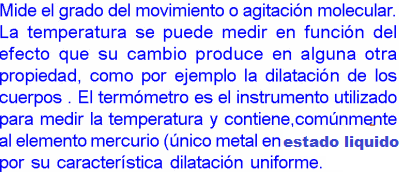 Mide el grado del movimiento o agitación molecular.
La temperatura se puede medir en función del
efecto que su cambio produce en alguna otra
propiedad, como por ejemplo la dilatación de los
cuerpos . El termómetro es el instrumento utilizado
para medir la temperatura y contiene,comúnmente
al elemento mercurio (único metal en estado liquido
por su característica dilatación uniforme.